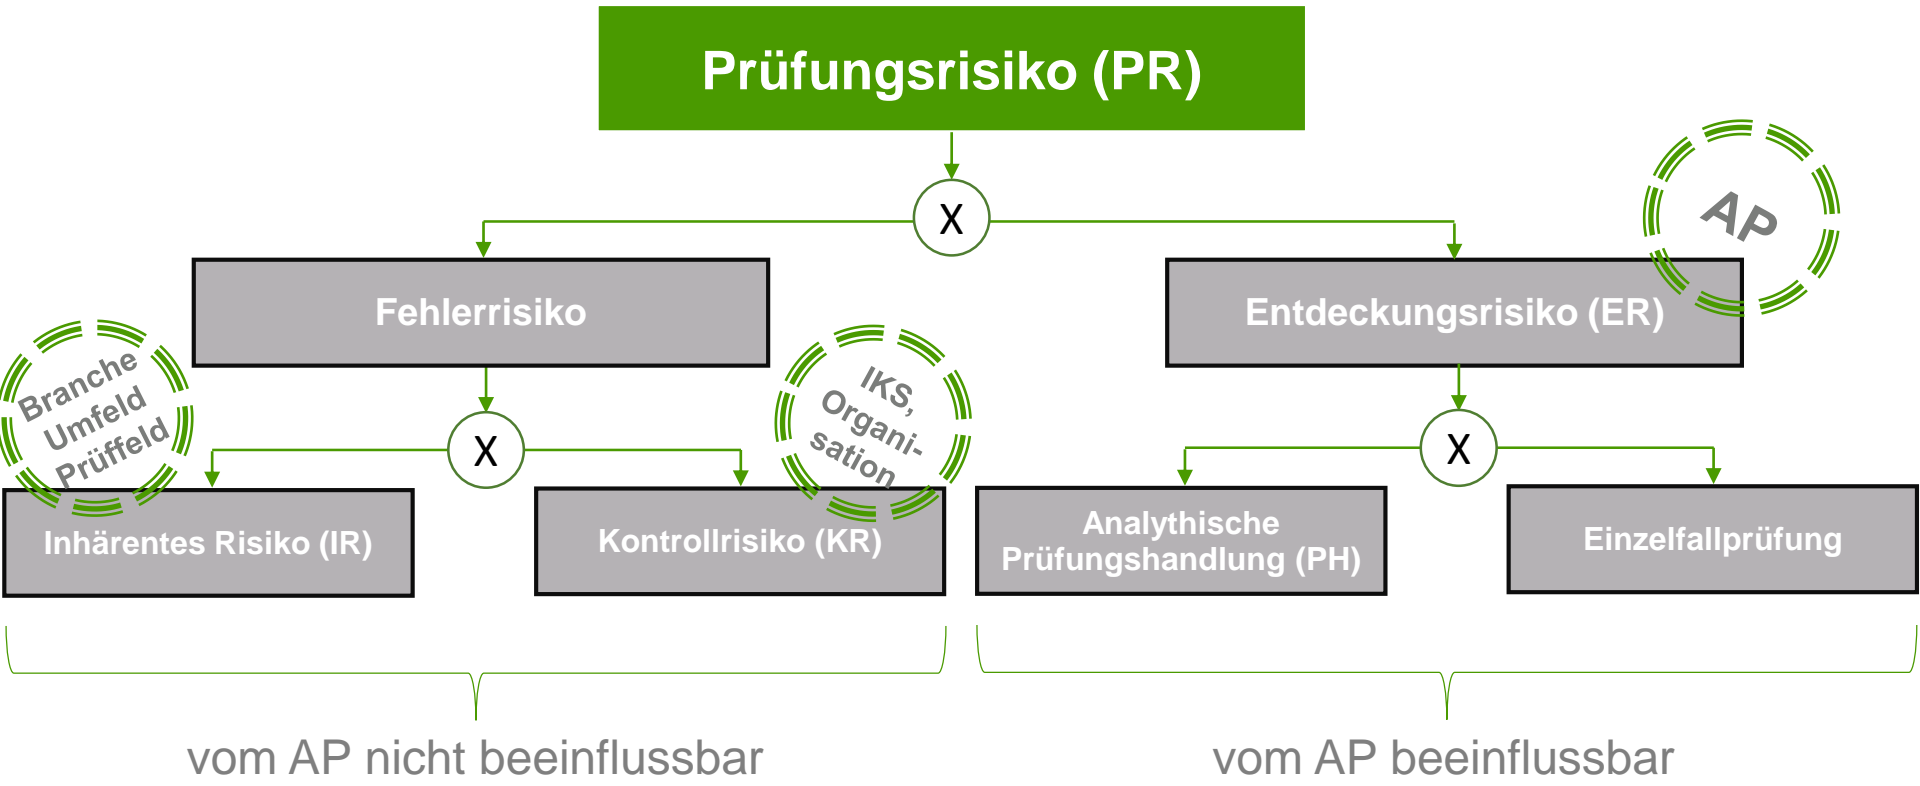 Prüfungsrisiko (PR)
X
AP
Fehlerrisiko
Entdeckungsrisiko (ER)
Branche
Umfeld
Prüffeld
IKS,
Organi-
sation
X
X
Inhärentes Risiko (IR)
Kontrollrisiko (KR)
Analythische
Prüfungshandlung (PH)
Einzelfallprüfung
vom AP nicht beeinflussbar
vom AP beeinflussbar